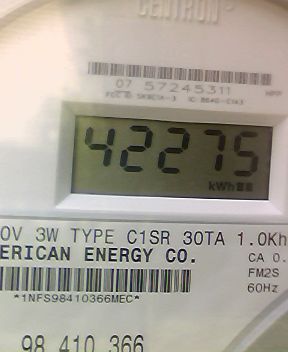 CENTRON
07 57245311
42275
kWh
0V 3W TYPE C1SR 30TA 1.0Kh
ERICAN ENERGY CO.
CA 0.
FM2S
*1NFS98410366MEC*
60Hz
98 410 366